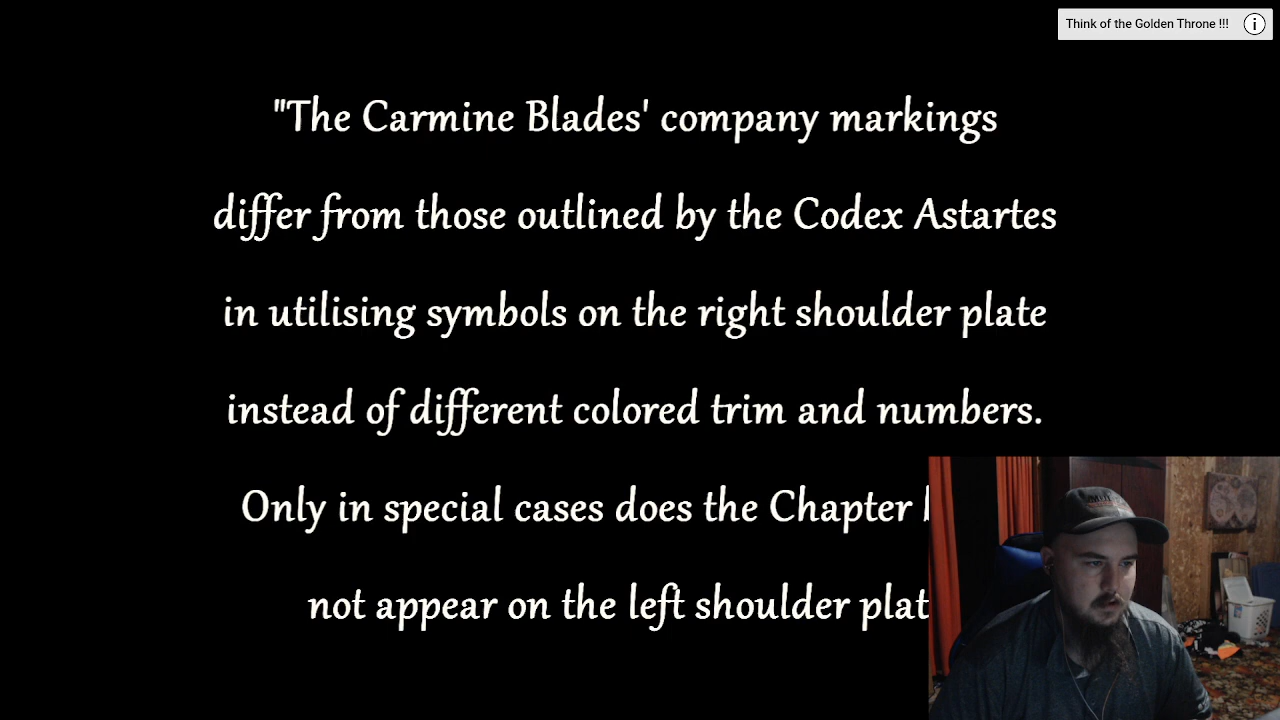 Think of the Golden Throne !!!
"The Carmine Blades' company markings
differ from those outlined by the Codex Astartes
in utilising symbols on the right shoulder plate
instead of different colored trim and numbers.
Only in special cases does the Chapter
not appear on the left shoulder plat